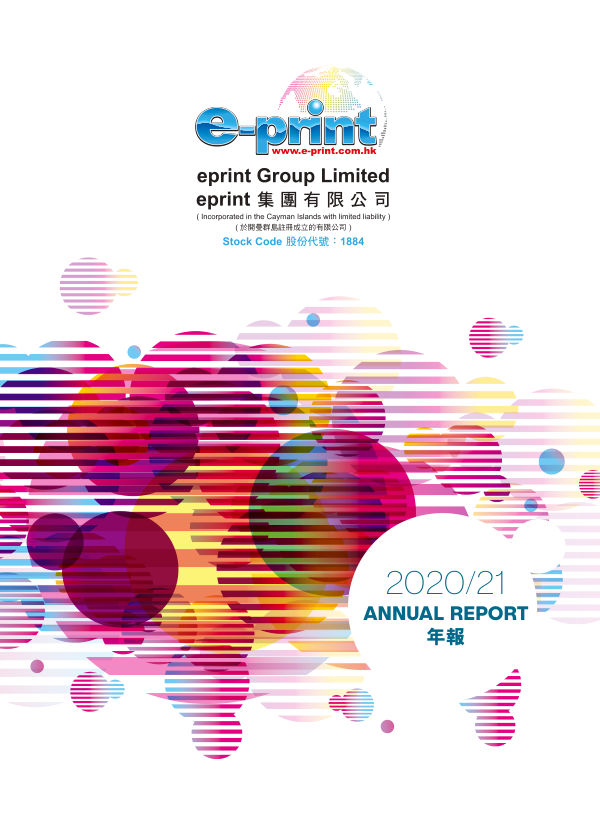 e-print
www.e-print.com.hk
eprint Group Limited
eprint 集團有限公司
( Incorporated in the Cayman Islands with limited liability )
( 於開曼群島註冊成立的有限公司 )
Stock Code 股份代號：1884
2020/21
ANNUAL REPORT
年報